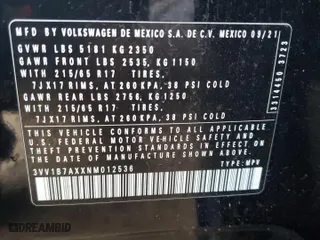 MFD BY VOLKSWAGEN DE MEXICO S.A. DE C.V. MEXICO 09/21
GVWR LBS 5181 KG 2350
GAWR FRONT LBS 2535, KG 1150
WITH 215/65 R17 TIRES,
7JX17 RIMS, AT 260 KPA, 38 PSI COLD
GAWR REAR LBS 2756, KG 1250
WITH 215/65 R17 TIRES,
7JX17 RIMS, AT 260 KPA, 38 PSI COLD
THIS VEHICLE CONFORMS TO ALL APPLICABLE
U.S. FEDERAL MOTOR VEHICLE SAFETY AND
THEFT PREVENTION STANDARDS IN EFFECT ON THE
DATE OF MANUFACTURE SHOWN ABOVE.
3VV1B7AXXNM012536 TYPE: MPV
3314450 3723
DREAMBID